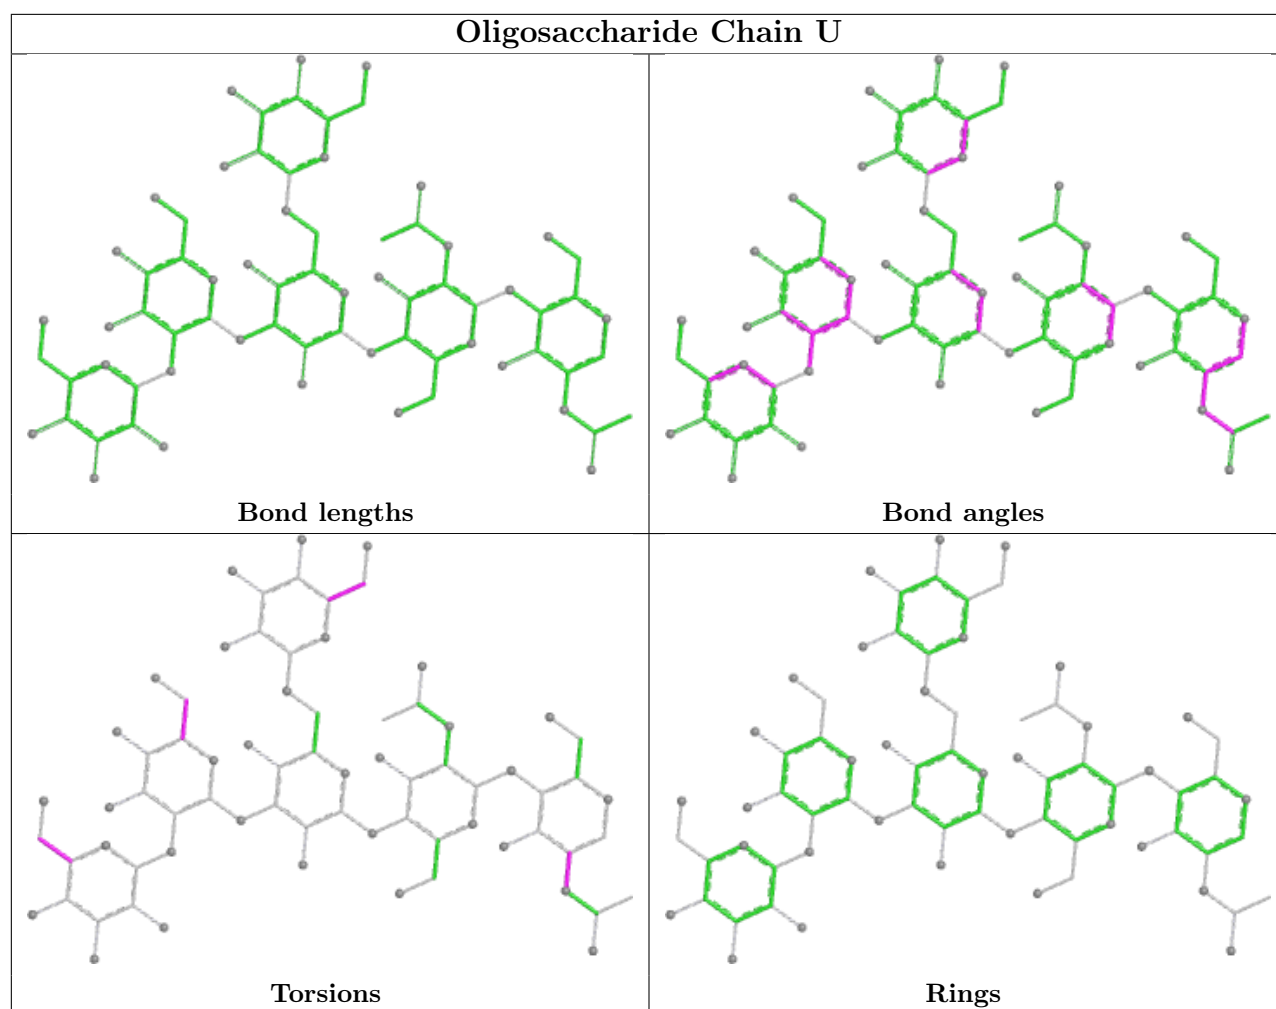 Oligosaccharide Chain U
Bond lengths
Bond angles
Torsions
Rings